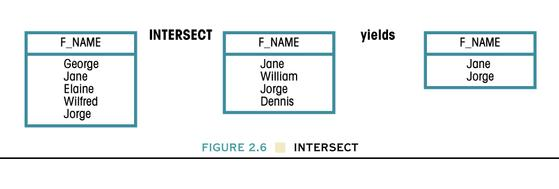 F_NAME
George
Jane
Elaine
Wilfred
Jorge
INTERSECT
F_NAME
Jane
William
Jorge
Dennis
yields
F_NAME
Jane
Jorge
FIGURE 2.6 INTERSECT